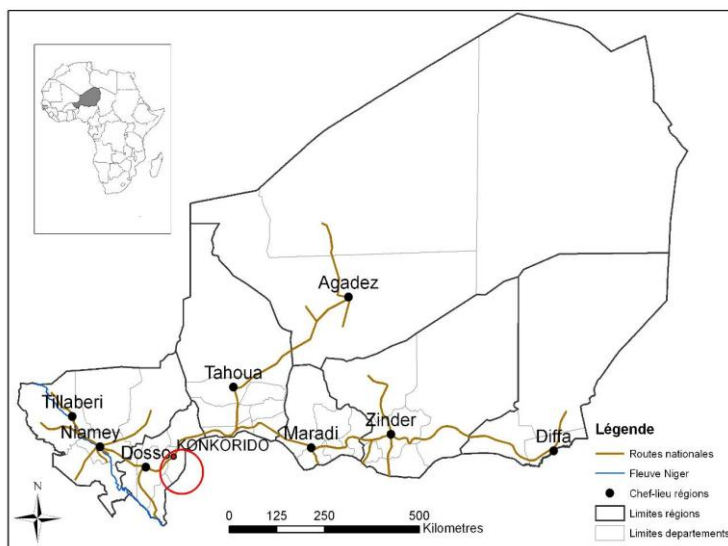 Agadez
Tahoua
Tillaberi
Niamey
Dosso
KONKORIDO
Maradi
Zinder
Diffa
Légende
Routes nationales
Fleuve Niger
Chef-lieu régions
Limites régions
Limites departements
N
0 125 250 500
Kilometres